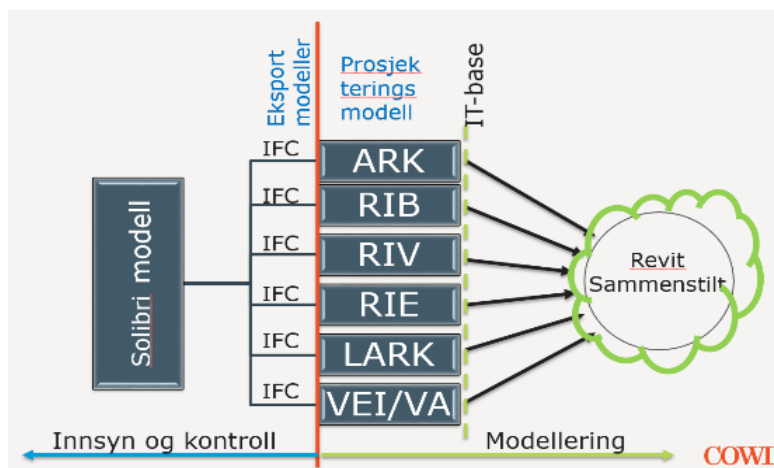 Eksport
modeller
Prosjek
terings
modell
IT-base
IFC
ARK
IFC
RIB
IFC
RIV
IFC
RIE
IFC
LARK
IFC
VEI/VA
Solibri modell
Revit
Sammenstilt
Innsyn og kontroll
Modellering
COWI